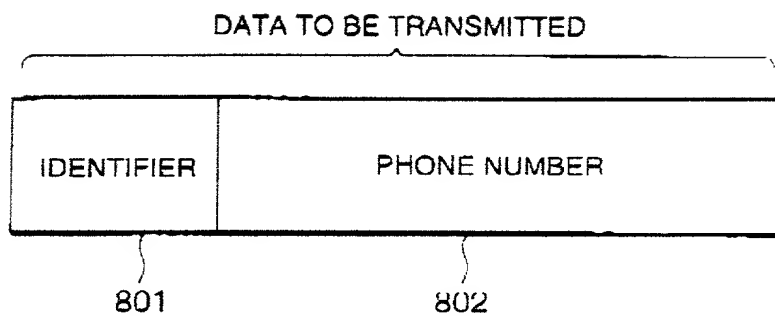 DATA TO BE TRANSMITTED
IDENTIFIER PHONE NUMBER
801 802